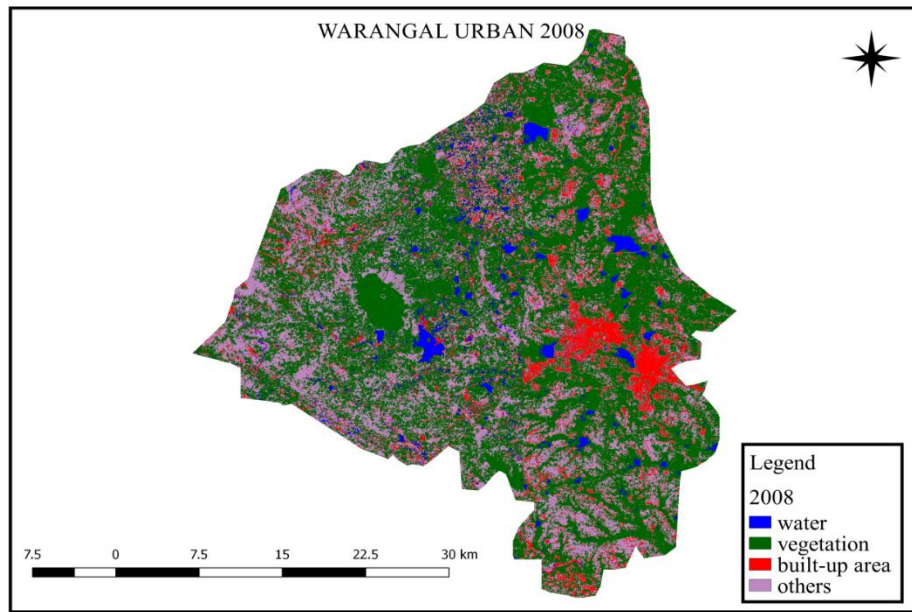 WARANGAL URBAN 2008
Legend
2008
water
vegetation
built-up area
others
7.5 0 7.5 15 22.5 30 km